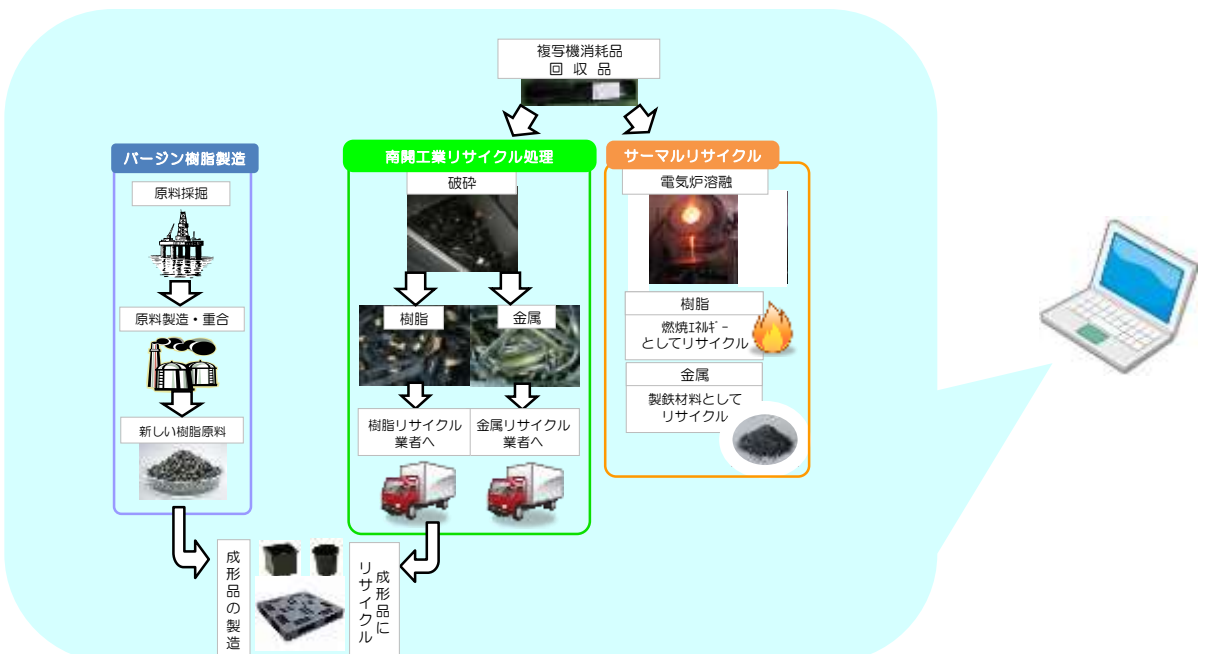 複写機消耗品
回 収 品
バージン樹脂製造
原料採掘
原料製造・重合
新しい樹脂原料
南開工業リサイクル処理
破砕
樹脂
金属
樹脂リサイクル
業者へ
金属リサイクル
業者へ
サーマルリサイクル
電気炉溶融
樹脂
燃焼ｴﾈﾙｷﾞｰ
としてリサイクル
金属
製鉄材料として
リサイクル
成形品の製造
成形品に
リサイクル